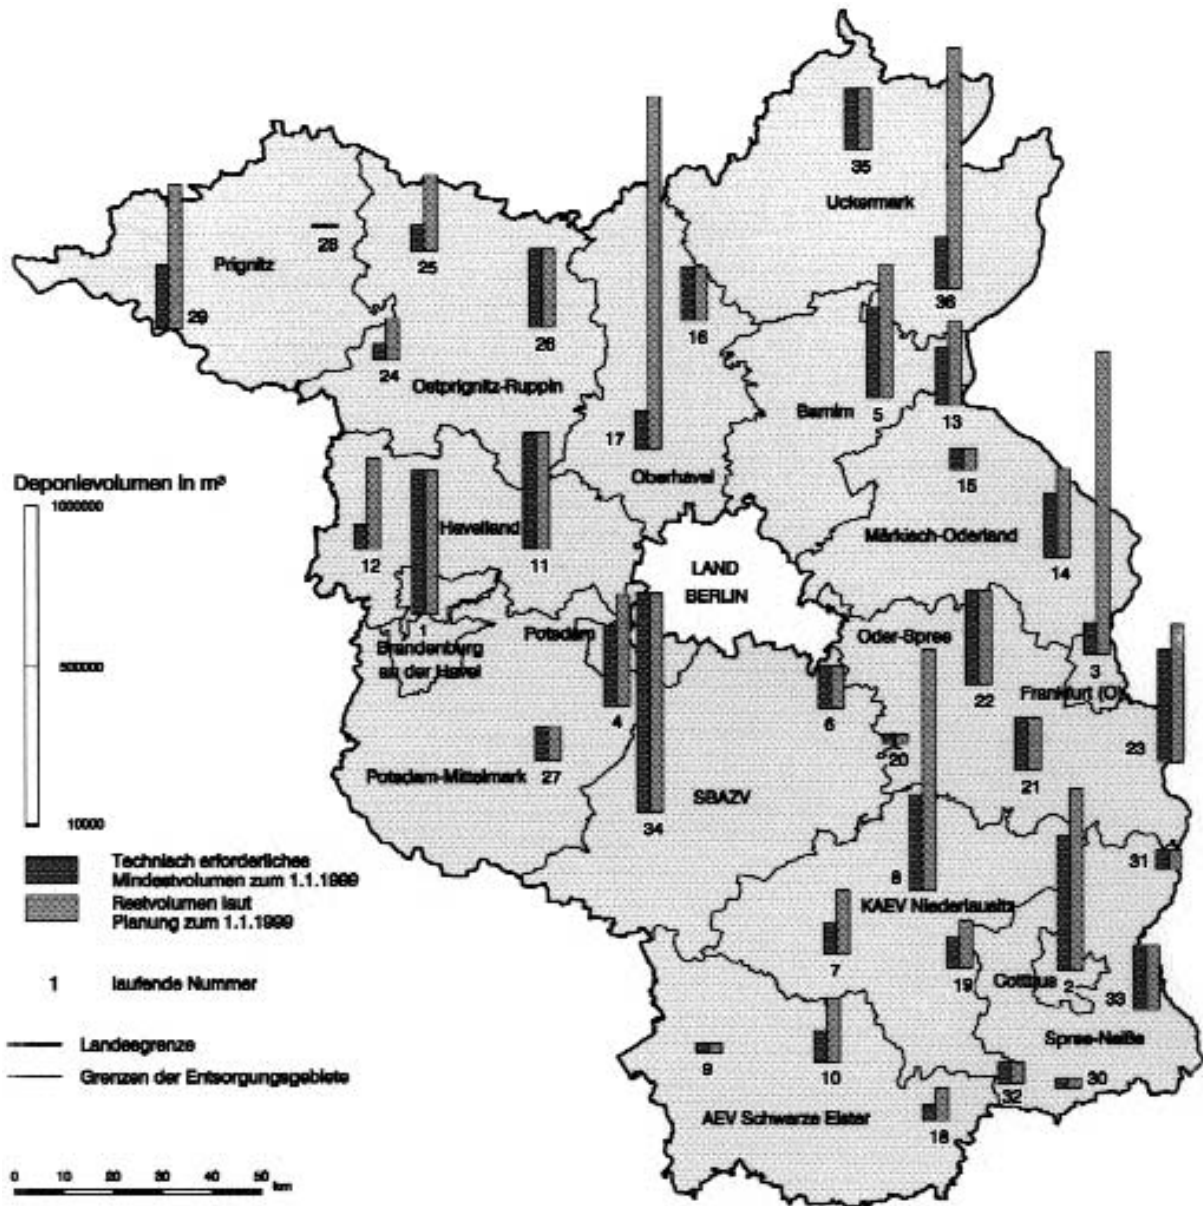 35
Uckermark
28
Prignitz
25
29
36
16
26
24
Ostprignitz-Ruppin
Barnim
5
13
17
Oberhavel
15
Deponievolumen in m³
1000000
Havelland
Märkisch-Oderland
12
11
LAND
BERLIN
14
1
Potsdam
Oder-Spree
Brandenburg
an der Havel
500000
3
22
Frankfurt (O)
4
6
23
20
27
21
Potsdam-Mittelmark
SBAZV
10000
34
31
Technisch erforderliches
Mindestvolumen zum 1.1.1999
8
Restvolumen laut
Planung zum 1.1.1999
KAEV Niederlausitz
7
19
Cottbus
2
33
1
laufende Nummer
Spree-Neiße
Landesgrenze
9
10
Grenzen der Entsorgungsgebiete
30
32
AEV Schwarze Elster
18
0 10 20 30 40 50
km